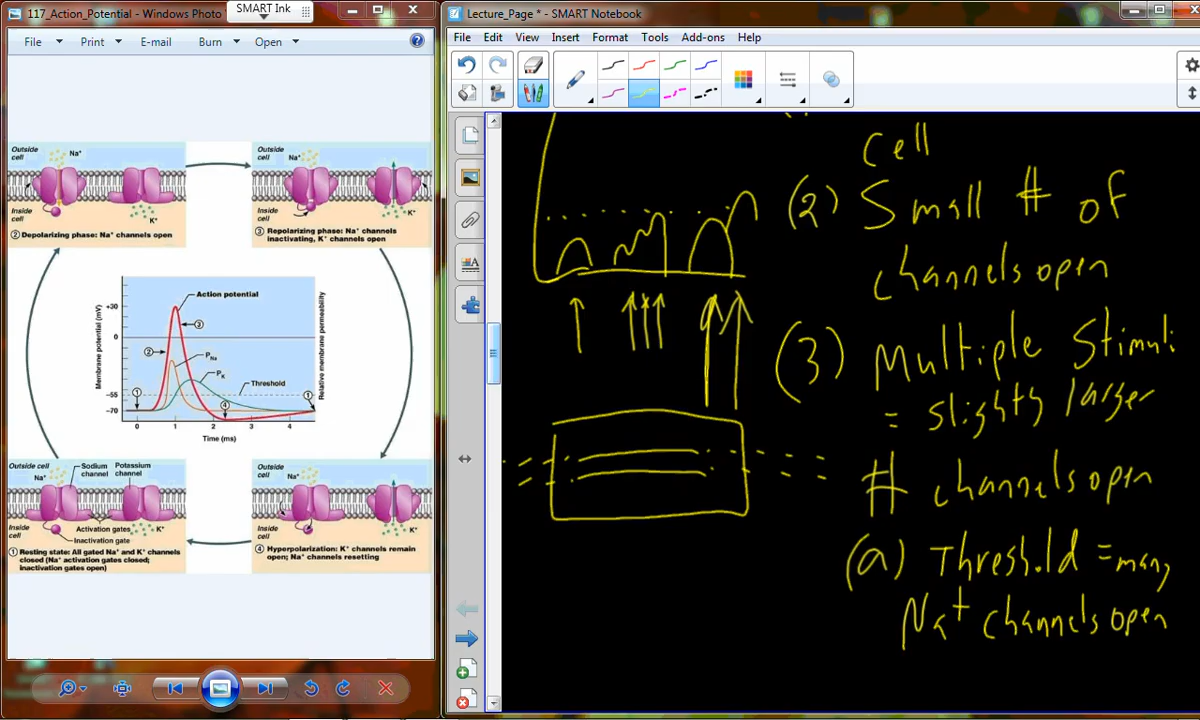 117_Action_Potential - Windows Photo
SMART Ink
File Print E-mail Burn Open
Outside cell
Na+
Inside cell
K+
② Depolarizing phase: Na+ channels open
Outside cell
Na+
Inside cell
K+
③ Repolarizing phase: Na+ channels
inactivating, K+ channels open
Membrane potential (mV)
+30
0
-55
-70
Action potential
③
②
PNa
PK
Threshold
①
④
①
0 1 2 3 4
Time (ms)
Relative membrane permeability
Outside cell
Na+
Sodium channel
Potassium channel
Inside cell
Activation gates
K+
Inactivation gate
① Resting state: All gated Na+ and K+ channels
closed (Na+ activation gates closed;
inactivation gates open)
Outside cell
Na+
Inside cell
K+
④ Hyperpolarization: K+ channels remain
open; Na+ channels resetting
Lecture_Page * - SMART Notebook
File Edit View Insert Format Tools Add-ons Help
Cell
(2) Small # of
channels open
(3) Multiple Stimuli
= slighty larger
# channels open
(a) Threshold = many
Na+ channels open